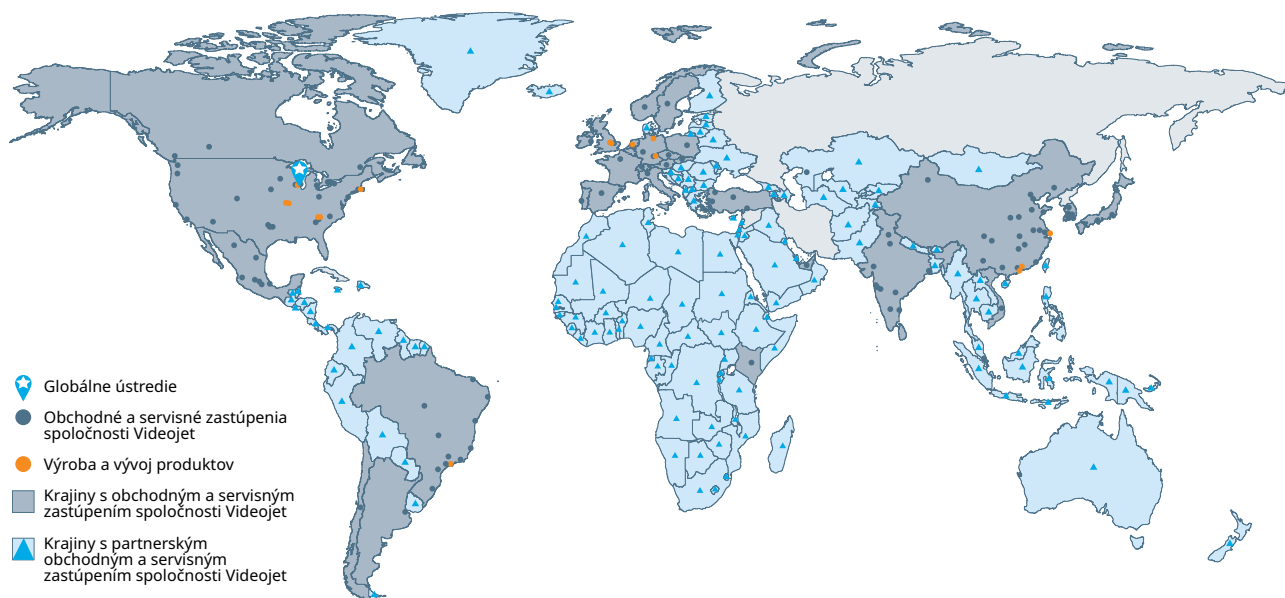 Globálne ústredie
Obchodné a servisné zastúpenia
spoločnosti Videojet
Výroba a vývoj produktov
Krajiny s obchodným a servisným
zastúpením spoločnosti Videojet
Krajiny s partnerským
obchodným a servisným
zastúpením spoločnosti Videojet